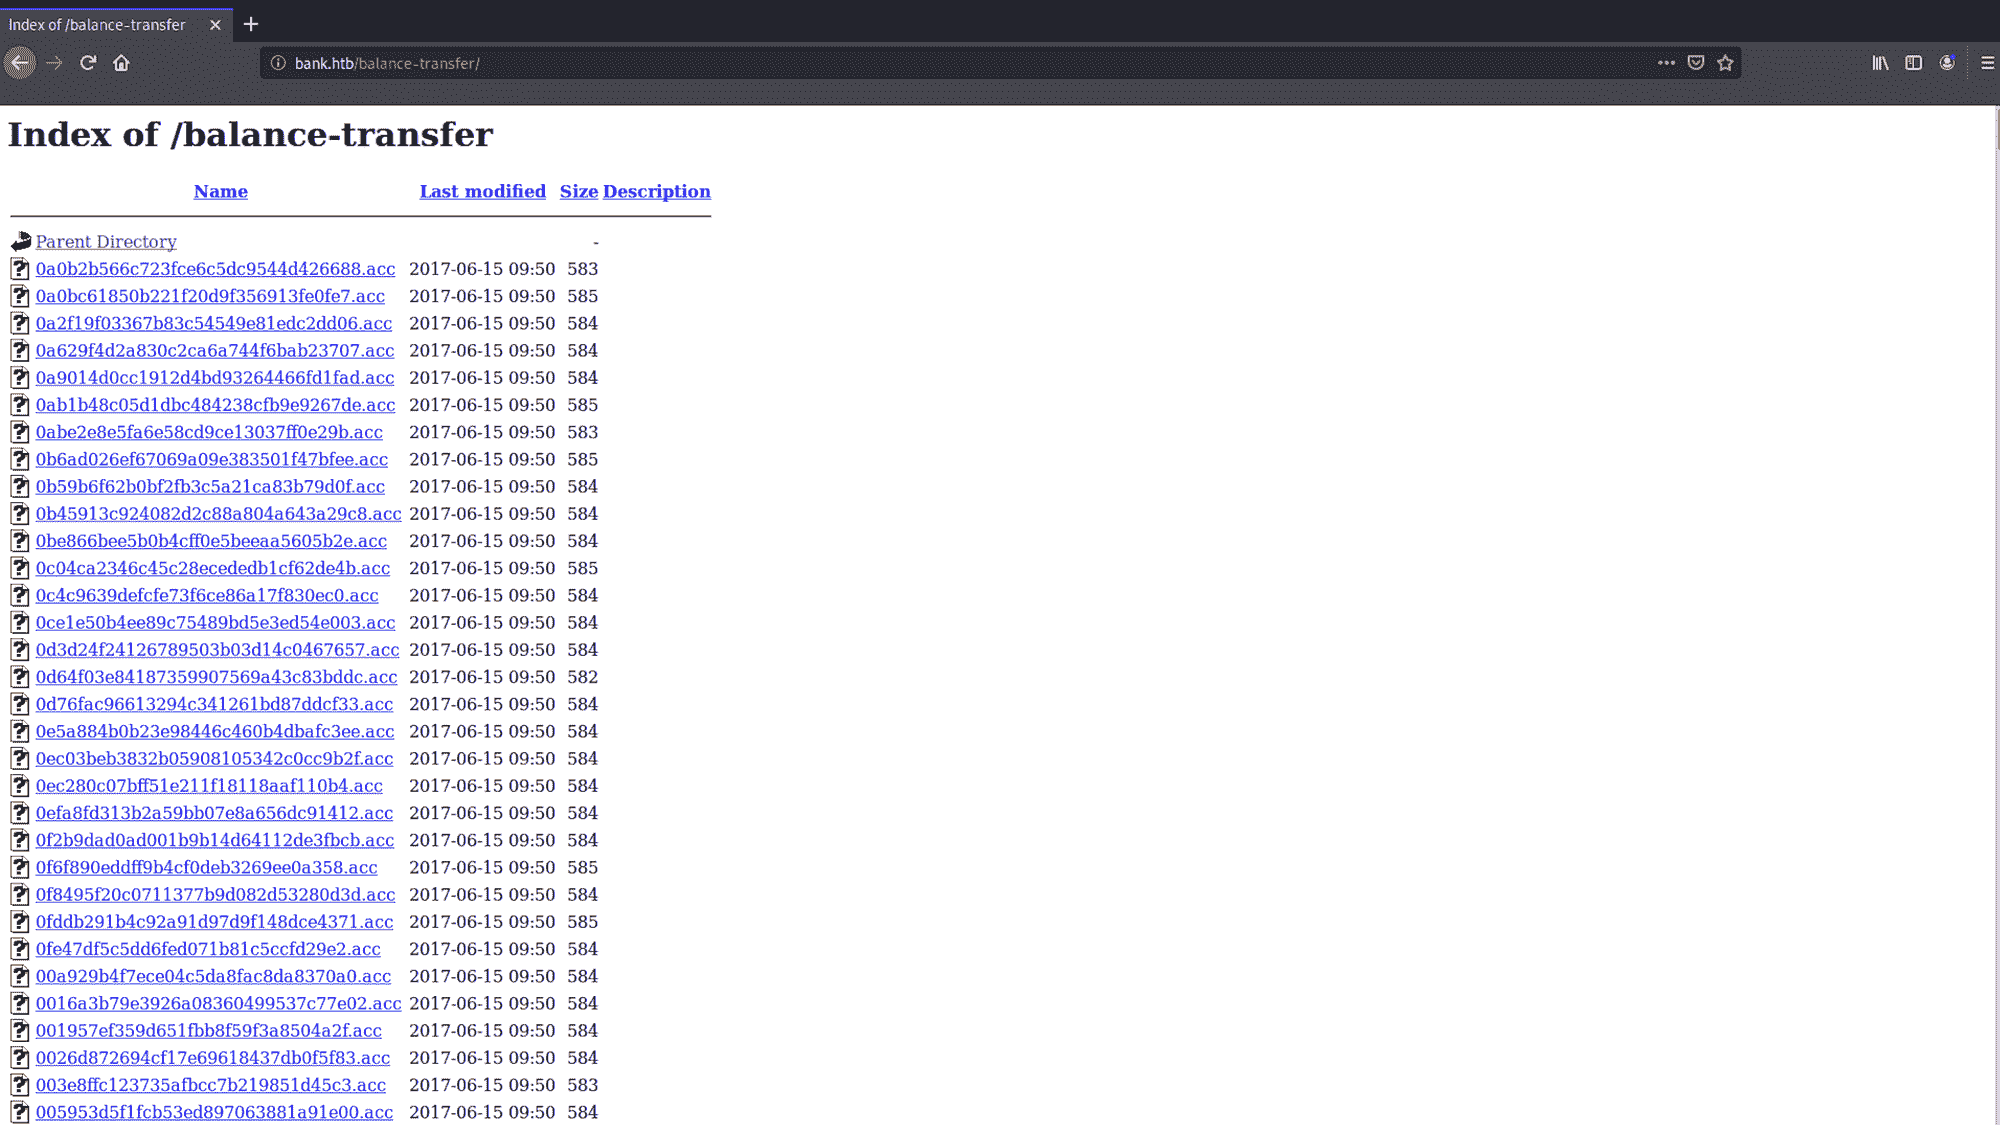 Index of /balance-transfer
bank.htb/balance-transfer/
Index of /balance-transfer
Name Last modified Size Description
Parent Directory -
0a0b2b566c723fce6c5dc9544d426688.acc 2017-06-15 09:50 583
0a0bc61850b221f20d9f356913fe0fe7.acc 2017-06-15 09:50 585
0a2f19f03367b83c54549e81edc2dd06.acc 2017-06-15 09:50 584
0a629f4d2a830c2ca6a744f6bab23707.acc 2017-06-15 09:50 584
0a9014d0cc1912d4bd93264466fd1fad.acc 2017-06-15 09:50 584
0ab1b48c05d1dbc484238cfb9e9267de.acc 2017-06-15 09:50 585
0abe2e8e5fa6e58cd9ce13037ff0e29b.acc 2017-06-15 09:50 583
0b6ad026ef67069a09e383501f47bfee.acc 2017-06-15 09:50 585
0b59b6f62b0bf2fb3c5a21ca83b79d0f.acc 2017-06-15 09:50 584
0b45913c924082d2c88a804a643a29c8.acc 2017-06-15 09:50 584
0be866bee5b0b4cff0e5beeaa5605b2e.acc 2017-06-15 09:50 584
0c04ca2346c45c28ecededb1cf62de4b.acc 2017-06-15 09:50 585
0c4c9639defcfe73f6ce86a17f830ec0.acc 2017-06-15 09:50 584
0ce1e50b4ee89c75489bd5e3ed54e003.acc 2017-06-15 09:50 584
0d3d24f24126789503b03d14c0467657.acc 2017-06-15 09:50 584
0d64f03e84187359907569a43c83bddc.acc 2017-06-15 09:50 582
0d76fac96613294c341261bd87ddcf33.acc 2017-06-15 09:50 584
0e5a884b0b23e98446c460b4dbafc3ee.acc 2017-06-15 09:50 584
0ec03beb3832b05908105342c0cc9b2f.acc 2017-06-15 09:50 584
0ec280c07bff51e211f18118aaf110b4.acc 2017-06-15 09:50 584
0efa8fd313b2a59bb07e8a656dc91412.acc 2017-06-15 09:50 584
0f2b9dad0ad001b9b14d64112de3fbcb.acc 2017-06-15 09:50 584
0f6f890eddff9b4cf0deb3269ee0a358.acc 2017-06-15 09:50 585
0f8495f20c0711377b9d082d53280d3d.acc 2017-06-15 09:50 584
0fddb291b4c92a91d97d9f148dce4371.acc 2017-06-15 09:50 585
0fe47df5c5dd6fed071b81c5ccfd29e2.acc 2017-06-15 09:50 584
00a929b4f7ece04c5da8fac8da8370a0.acc 2017-06-15 09:50 584
0016a3b79e3926a08360499537c77e02.acc 2017-06-15 09:50 584
001957ef359d651fbb8f59f3a8504a2f.acc 2017-06-15 09:50 584
0026d872694cf17e69618437db0f5f83.acc 2017-06-15 09:50 584
003e8ffc123735afbcc7b219851d45c3.acc 2017-06-15 09:50 583
005953d5f1fcb53ed897063881a91e00.acc 2017-06-15 09:50 584